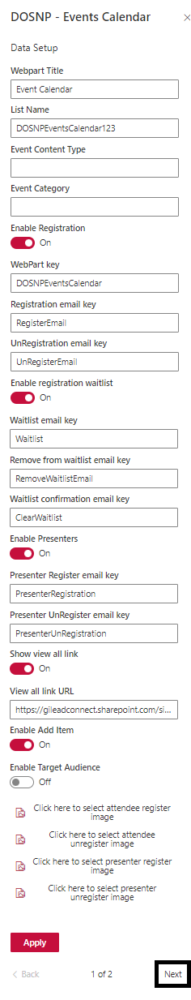 DOSNP - Events Calendar
Data Setup
Webpart Title
Event Calendar
List Name
DOSNPEventsCalendar123
Event Content Type
Event Category
Enable Registration
On
WebPart key
DOSNPEventsCalendar
Registration email key
RegisterEmail
UnRegistration email key
UnRegisterEmail
Enable registration waitlist
On
Waitlist email key
Waitlist
Remove from waitlist email key
RemoveWaitlistEmail
Waitlist confirmation email key
ClearWaitlist
Enable Presenters
On
Presenter Register email key
PresenterRegistration
Presenter UnRegister email key
PresenterUnRegistration
Show view all link
On
View all link URL
https://gileadconnect.sharepoint.com/si...
Enable Add Item
On
Enable Target Audience
Off
Click here to select attendee register
image
Click here to select attendee
unregister image
Click here to select presenter register
image
Click here to select presenter
unregister image
Apply
< Back 1 of 2 Next